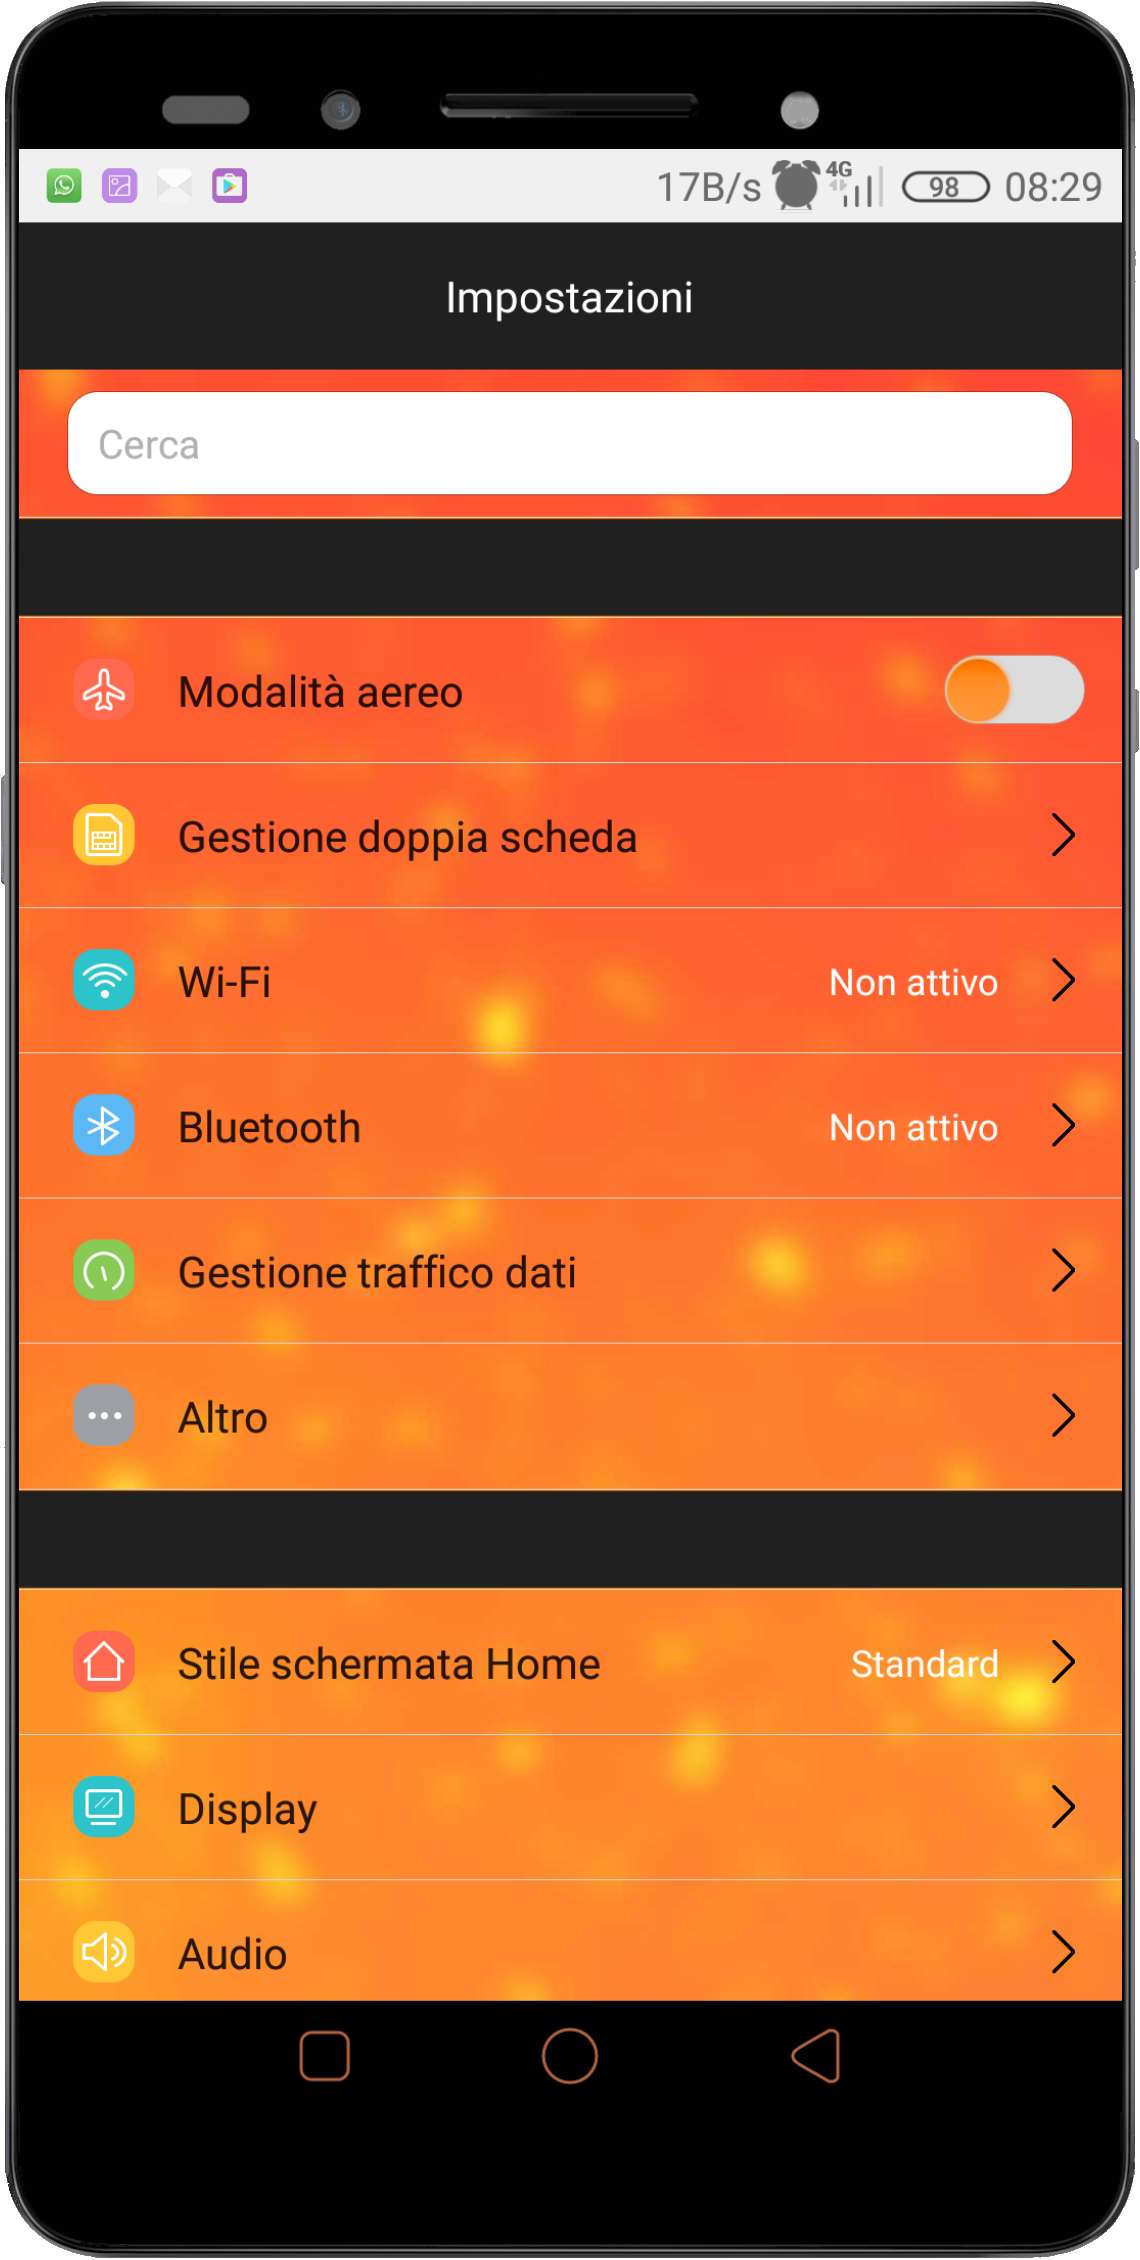 17B/s 4G 98 08:29
Impostazioni
Cerca
Modalità aereo
Gestione doppia scheda
Wi-Fi Non attivo
Bluetooth Non attivo
Gestione traffico dati
Altro
Stile schermata Home Standard
Display
Audio